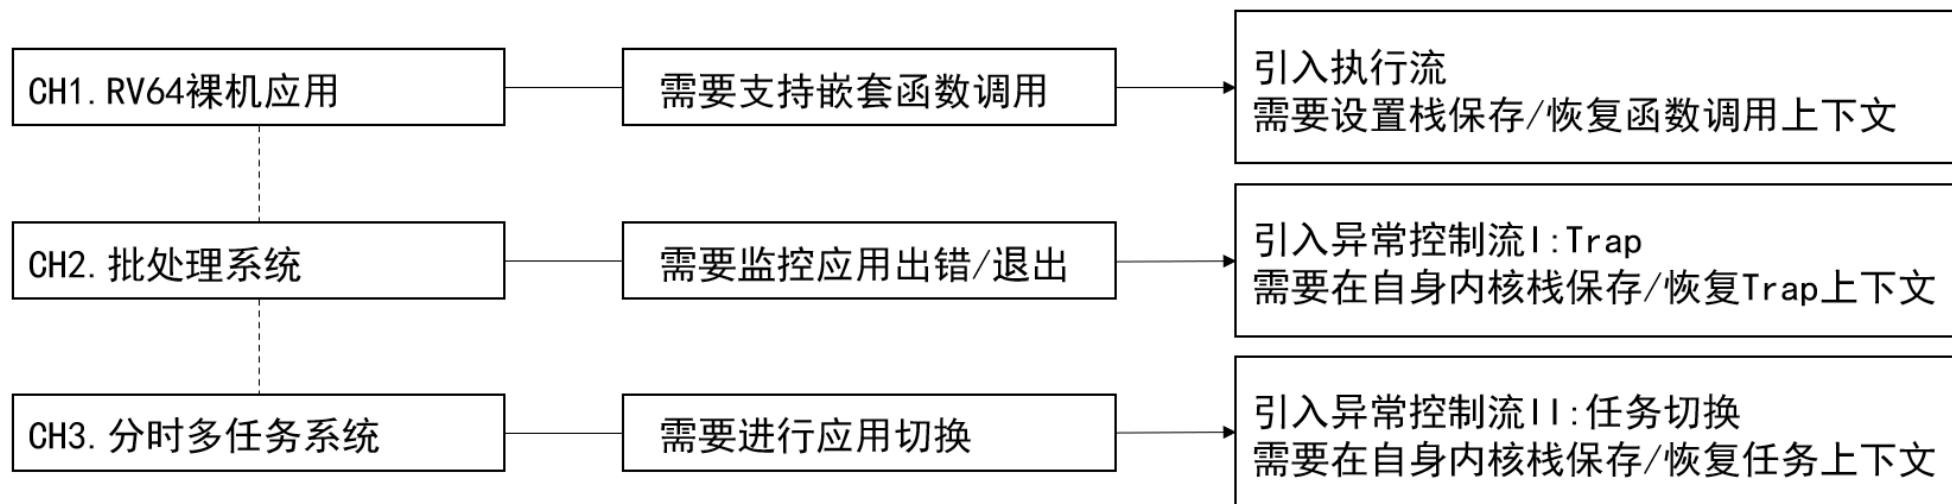 CH1.RV64裸机应用
需要支持嵌套函数调用
引入执行流
需要设置栈保存/恢复函数调用上下文
CH2.批处理系统
需要监控应用出错/退出
引入异常控制流I:Trap
需要在自身内核栈保存/恢复Trap上下文
CH3.分时多任务系统
需要进行应用切换
引入异常控制流II:任务切换
需要在自身内核栈保存/恢复任务上下文